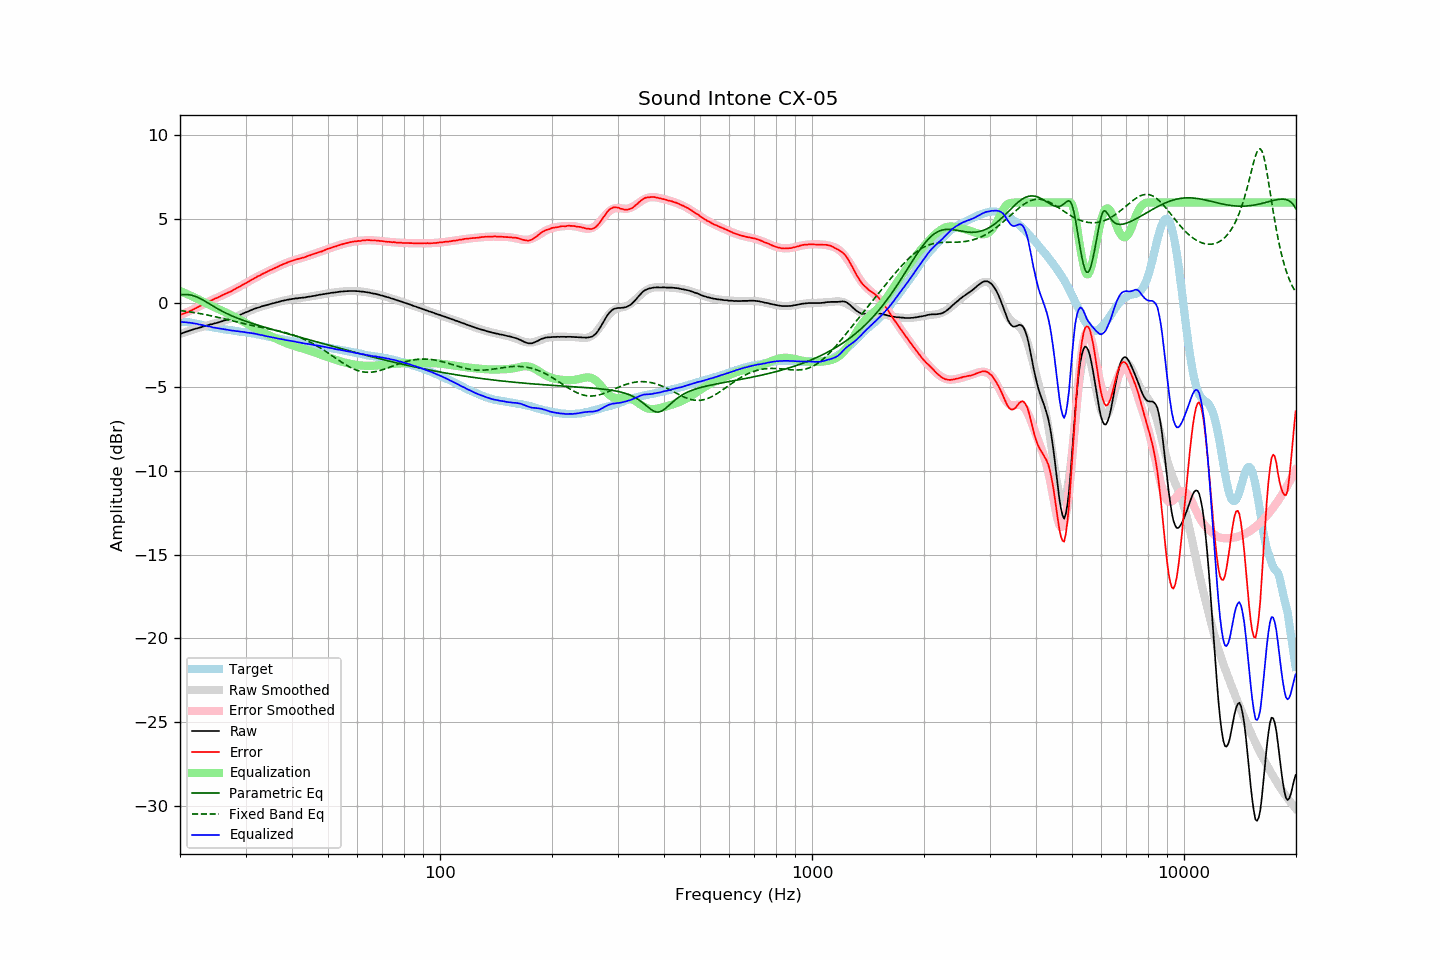 Sound Intone CX-05
10
5
0
−5
−10
−15
−20
−25
−30
Amplitude (dBr)
Target
Raw Smoothed
Error Smoothed
Raw
Error
Equalization
Parametric Eq
Fixed Band Eq
Equalized
100
1000
10000
Frequency (Hz)